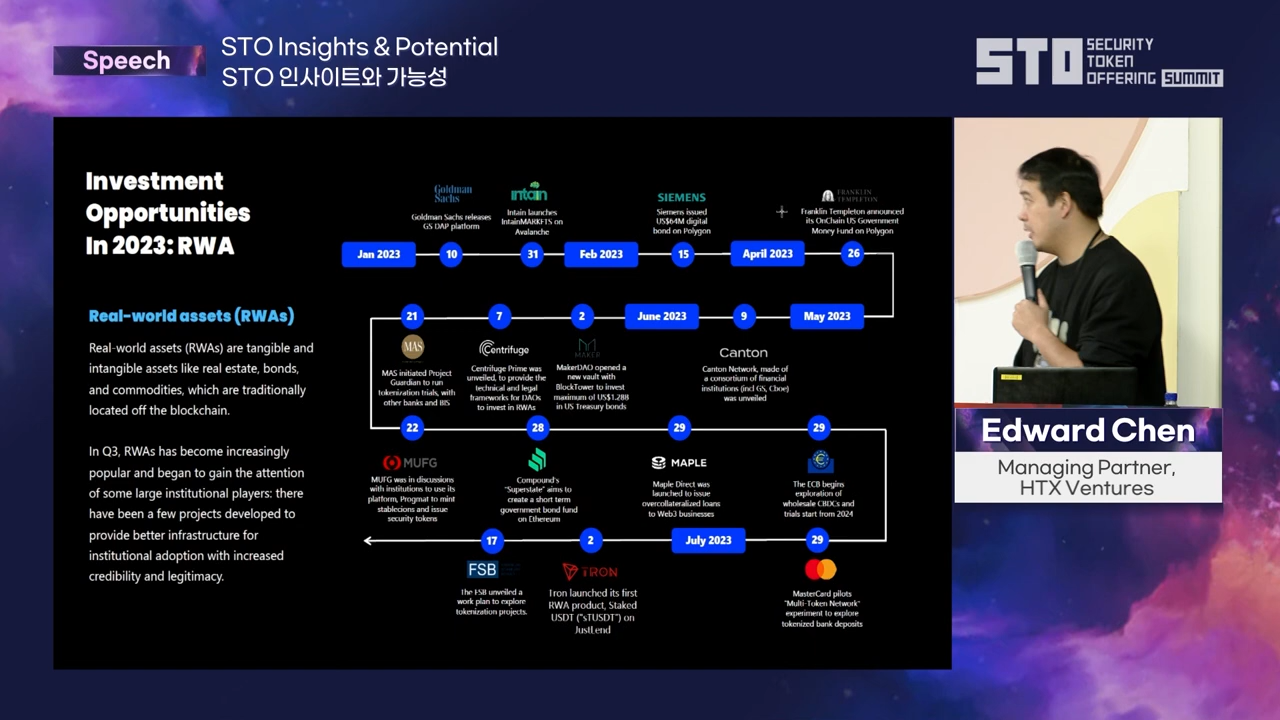 Speech
STO Insights & Potential
STO 인사이트와 가능성
STO SECURITY
TOKEN
OFFERING SUMMIT
Investment
Opportunities
In 2023: RWA
Real-world assets (RWAs)
Real-world assets (RWAs) are tangible and
intangible assets like real estate, bonds,
and commodities, which are traditionally
located off the blockchain.
In Q3, RWAs has become increasingly
popular and began to gain the attention
of some large institutional players: there
have been a few projects developed to
provide better infrastructure for
institutional adoption with increased
credibility and legitimacy.
Goldman
Sachs
Goldman Sachs releases
GS DAP platform
intain
Intain launches
IntainMARKETS on
Avalanche
SIEMENS
Siemens issued
US$64M digital
bond on Polygon
FRANKLIN
TEMPLETON
Franklin Templeton announced
its OnChain US Government
Money Fund on Polygon
Jan 2023
10
31
Feb 2023
15
April 2023
26
21
7
2
June 2023
9
May 2023
MAS
MAS initiated Project
Guardian to run
tokenization trials, with
other banks and BIS
Centrifuge
Centrifuge Prime was
unveiled, to provide the
technical and legal
frameworks for DAOs
to invest in RWAs
MAKER
MakerDAO opened a
new vault with
BlockTower to invest
maximum of US$1.28B
in US Treasury bonds
Canton
Canton Network, made of
a consortium of financial
institutions (incl GS, Cboe)
was unveiled
22
28
29
29
MUFG
MUFG was in discussions
with institutions to use its
platform, Progmat to mint
stablecions and issue
security tokens
Compound's
"Superstate" aims to
create a short term
government bond fund
on Ethereum
MAPLE
Maple Direct was
launched to issue
overcollateralized loans
to Web3 businesses
The ECB begins
exploration of
wholesale CBDCs and
trials start from 2024
17
2
July 2023
29
FSB
The FSB unveiled a
work plan to explore
tokenization projects.
TRON
Tron launched its first
RWA product, Staked
USDT ("sTUSDT") on
JustLend
MasterCard pilots
"Multi-Token Network"
experiment to explore
tokenized bank deposits
Edward Chen
Managing Partner,
HTX Ventures